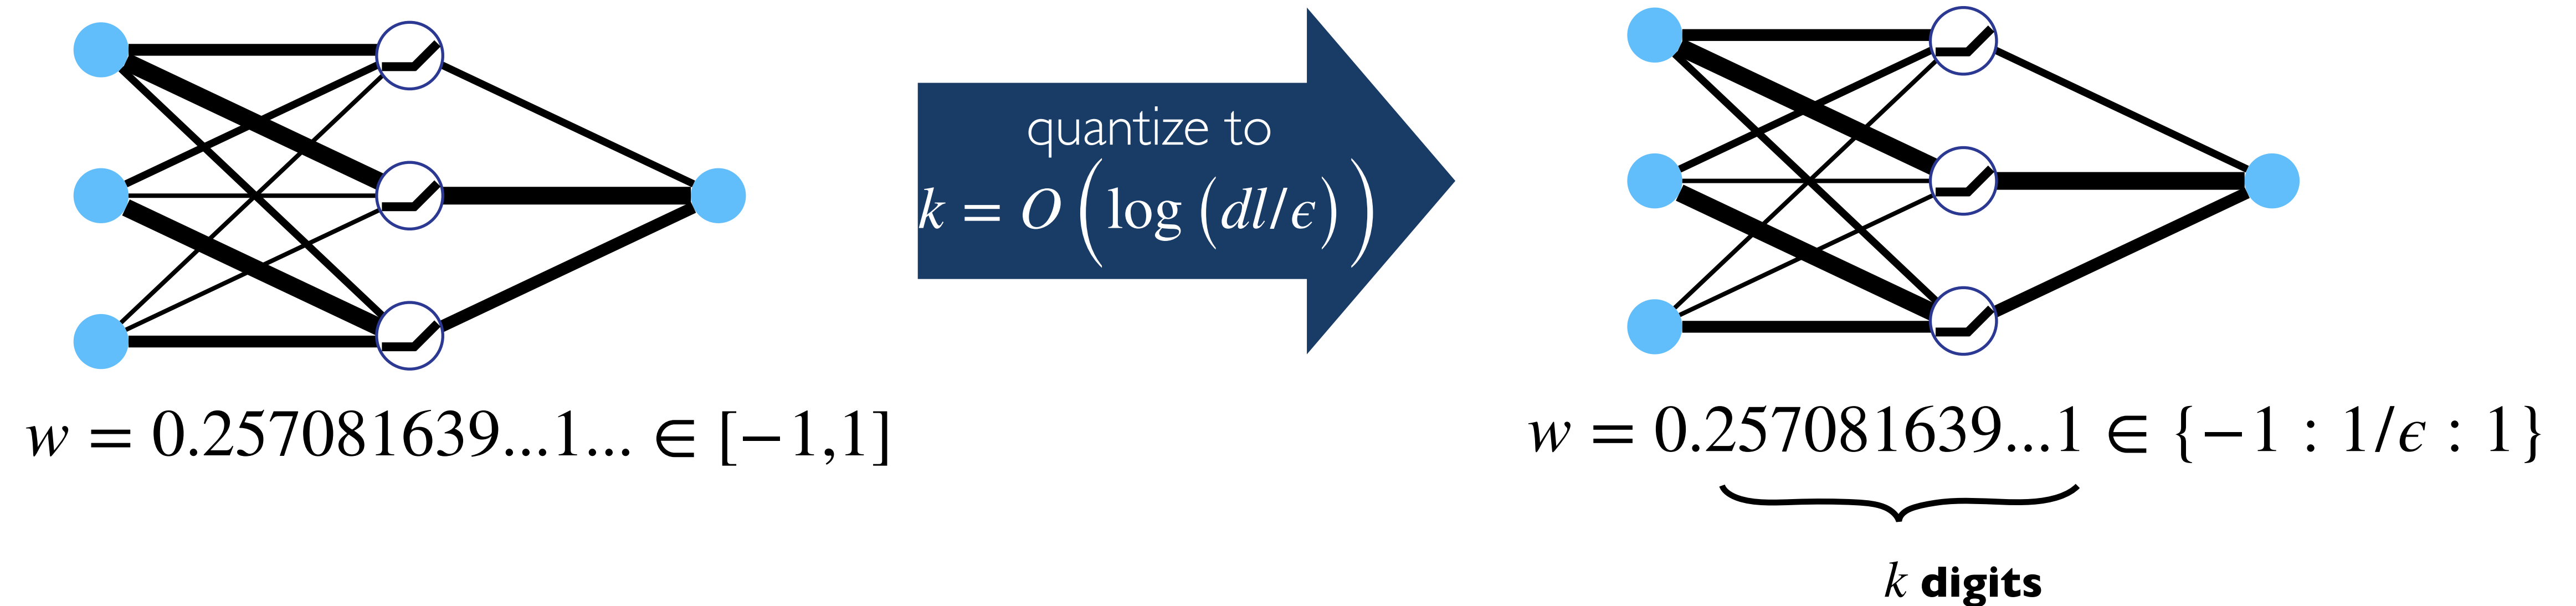 quantize to
k = O(log(dl/ϵ))
w = 0.257081639...1... ∈ [−1,1]
w = 0.257081639...1 ∈ {−1 : 1/ϵ : 1}
k digits